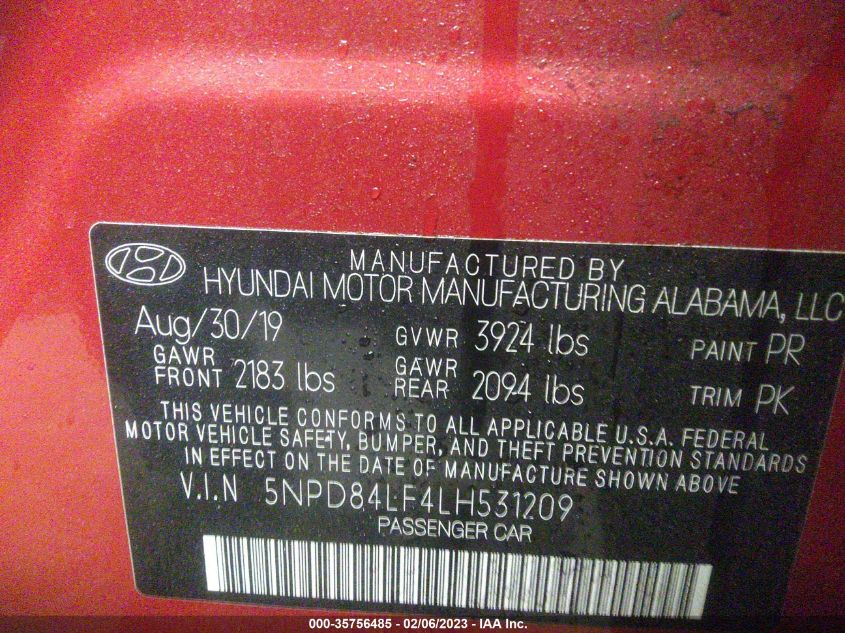 MANUFACTURED BY
HYUNDAI MOTOR MANUFACTURING ALABAMA, LLC
Aug/30/19 GVWR 3924 lbs PAINT PR
GAWR FRONT 2183 lbs GAWR REAR 2094 lbs TRIM PK
THIS VEHICLE CONFORMS TO ALL APPLICABLE U.S.A. FEDERAL
MOTOR VEHICLE SAFETY, BUMPER, AND THEFT PREVENTION STANDARDS
IN EFFECT ON THE DATE OF MANUFACTURE SHOWN ABOVE
V.I.N 5NPD84LF4LH531209
PASSENGER CAR
000-35756485 - 02/06/2023 - IAA Inc.